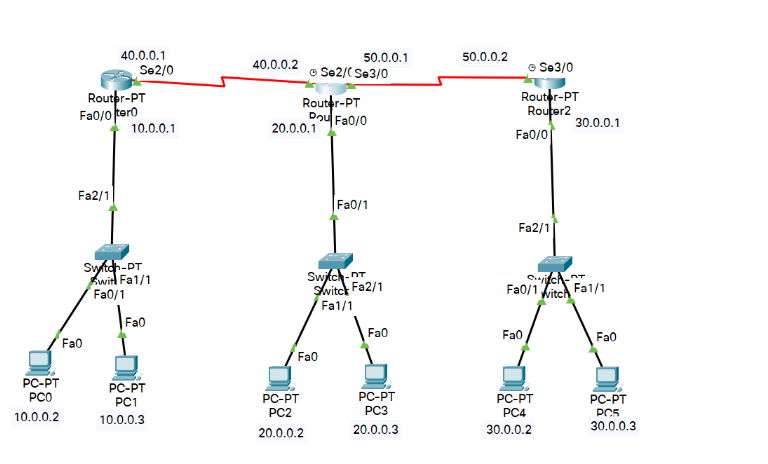 40.0.0.1
Se2/0
40.0.0.2
Se2/0
50.0.0.1
Se3/0
50.0.0.2
Se3/0
Router-PT
Fa0/0
10.0.0.1
Router-PT
20.0.0.1
Fa0/0
Router-PT
Router2
Fa0/0
30.0.0.1
Fa2/1
Fa0/1
Fa2/1
Switch-PT
Fa1/1
Fa0/1
Switch-PT
Fa2/1
Fa1/1
Switch-PT
Fa0/1
Fa1/1
Fa0
Fa0
Fa0
Fa0
Fa0
Fa0
PC-PT
PC0
10.0.0.2
PC-PT
PC1
10.0.0.3
PC-PT
PC2
20.0.0.2
PC-PT
PC3
20.0.0.3
PC-PT
PC4
30.0.0.2
PC-PT
PC5
30.0.0.3